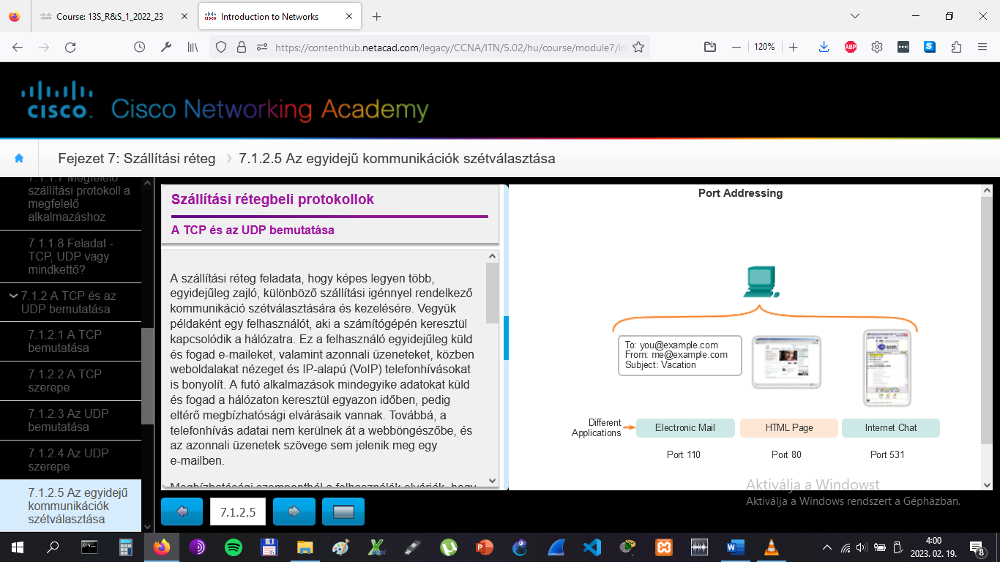 Course: 13S_R&S_1_2022_23
Introduction to Networks
https://contenthub.netacad.com/legacy/CCNA/ITN/5.02/hu/course/module7/in
120%
ABP
CISCO
Cisco Networking Academy
Fejezet 7: Szállítási réteg
7.1.2.5 Az egyidejű kommunikációk szétválasztása
7.1.1.7 Megfelelő
szállítási protokoll a
megfelelő
alkalmazáshoz
7.1.1.8 Feladat -
TCP, UDP vagy
mindkettő?
7.1.2 A TCP és az
UDP bemutatása
7.1.2.1 A TCP
bemutatása
7.1.2.2 A TCP
szerepe
7.1.2.3 Az UDP
bemutatása
7.1.2.4 Az UDP
szerepe
7.1.2.5 Az egyidejű
kommunikációk
szétválasztása
Szállítási rétegbeli protokollok
A TCP és az UDP bemutatása
A szállítási réteg feladata, hogy képes legyen több,
egyidejűleg zajló, különböző szállítási igénnyel rendelkező
kommunikáció szétválasztására és kezelésére. Vegyük
példaként egy felhasználót, aki a számítógépén keresztül
kapcsolódik a hálózatra. Ez a felhasználó egyidejűleg küld
és fogad e-maileket, valamint azonnali üzeneteket, közben
weboldalakat nézeget és IP-alapú (VoIP) telefonhívásokat
is bonyolít. A futó alkalmazások mindegyike adatokat küld
és fogad a hálózaton keresztül egyazon időben, pedig
eltérő megbízhatósági elvárásaik vannak. Továbbá, a
telefonhívás adatai nem kerülnek át a webböngészőbe, és
az azonnali üzenetek szövege sem jelenik meg egy
e-mailben.
Megbízhatósági szempontból a felhasználók elvárják, hogy
7.1.2.5
Port Addressing
To: you@example.com
From: me@example.com
Subject: Vacation
Different
Applications
Electronic Mail
HTML Page
Internet Chat
Port 110
Port 80
Port 531
Aktiválja a Windowst
Aktiválja a Windows rendszert a Gépházban.
4:00
2023. 02. 19.
8